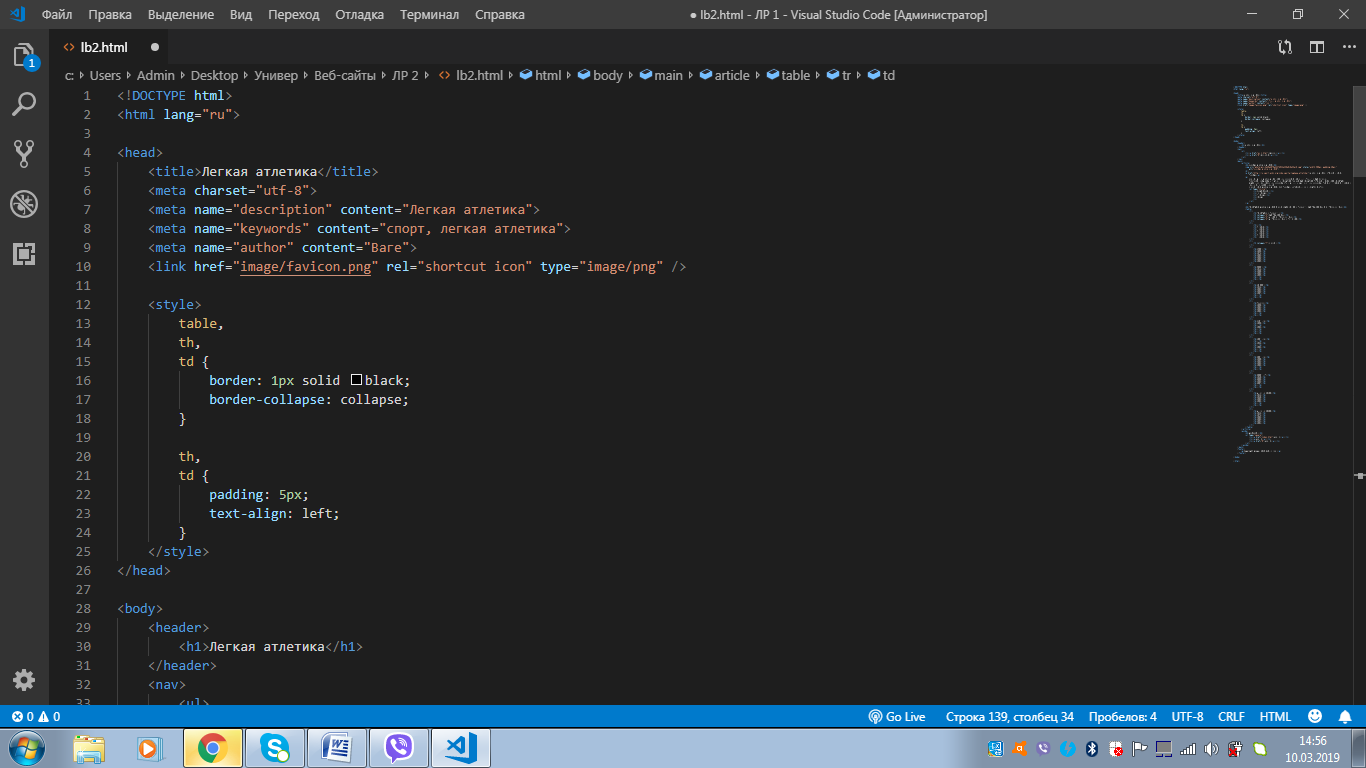 Файл Правка Выделение Вид Переход Отладка Терминал Справка ● lb2.html - ЛР 1 - Visual Studio Code [Администратор]
<> lb2.html ●
c: › Users › Admin › Desktop › Универ › Веб-сайты › ЛР 2 › <> lb2.html › html › body › main › article › table › tr › td
1 <!DOCTYPE html>
2 <html lang="ru">
3
4 <head>
5 <title>Легкая атлетика</title>
6 <meta charset="utf-8">
7 <meta name="description" content="Легкая атлетика">
8 <meta name="keywords" content="спорт, легкая атлетика">
9 <meta name="author" content="Ваге">
10 <link href="image/favicon.png" rel="shortcut icon" type="image/png" />
11
12 <style>
13 table,
14 th,
15 td {
16 border: 1px solid black;
17 border-collapse: collapse;
18 }
19
20 th,
21 td {
22 padding: 5px;
23 text-align: left;
24 }
25 </style>
26 </head>
27
28 <body>
29 <header>
30 <h1>Легкая атлетика</h1>
31 </header>
32 <nav>
33 <ul>
1
0 0 Go Live Строка 139, столбец 34 Пробелов: 4 UTF-8 CRLF HTML
14:56
10.03.2019